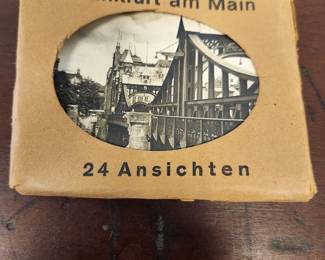 nkfurt am Main
24 Ansichten